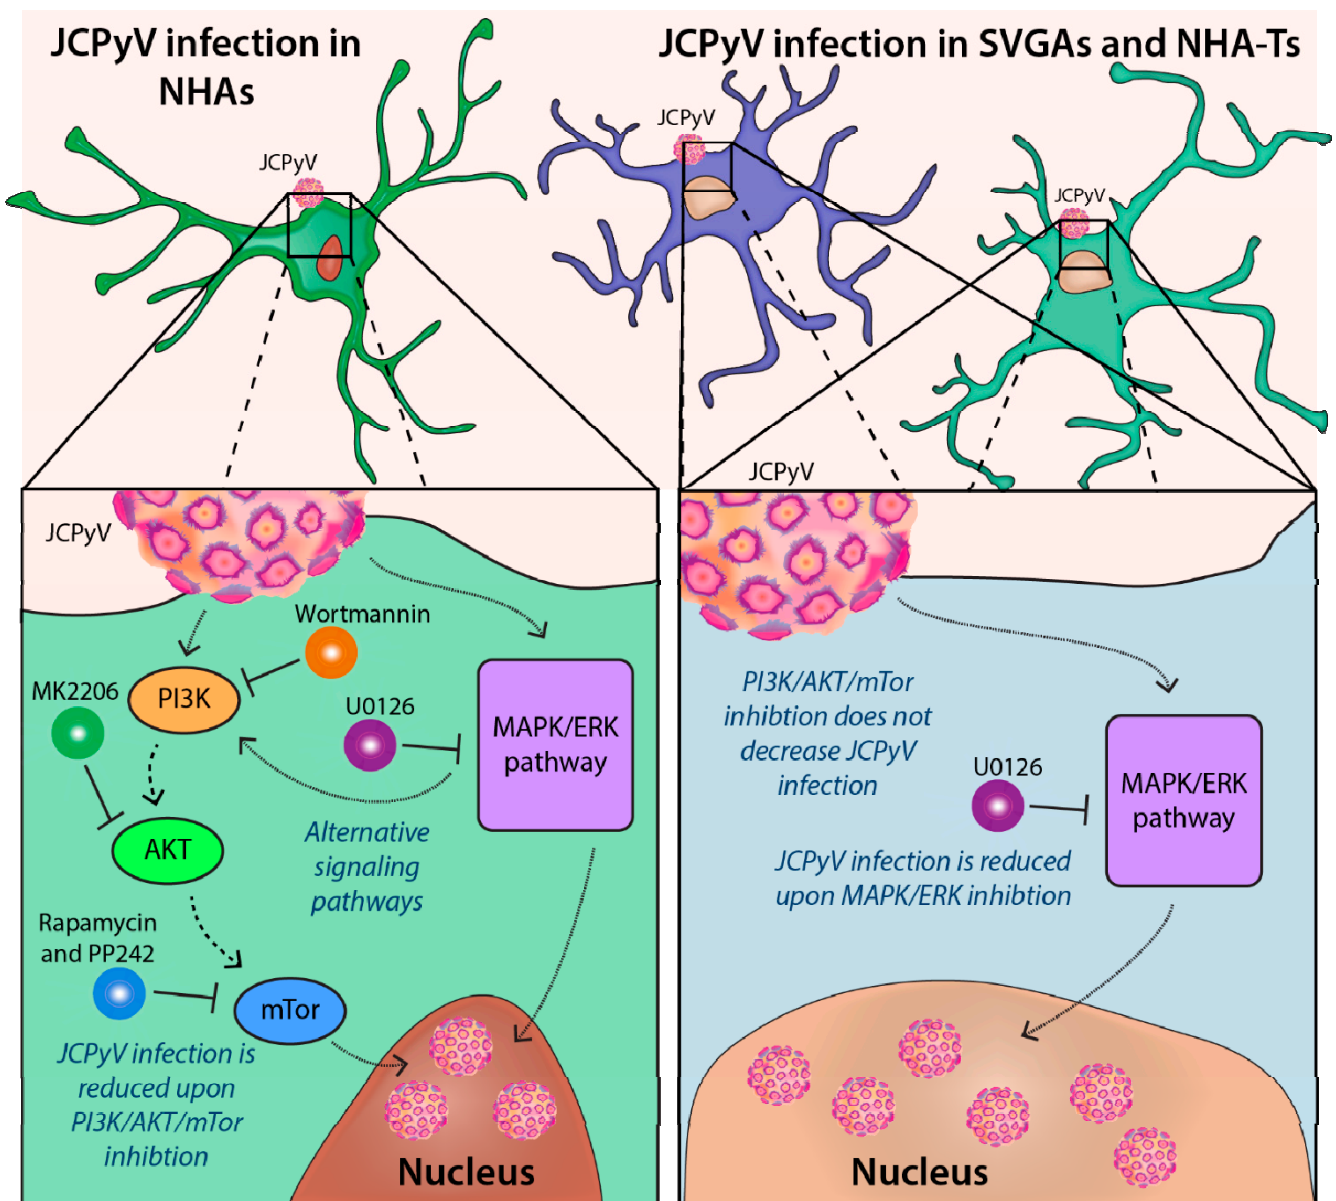 JCPyV infection in
NHAs
JCPyV
JCPyV infection in SVGAs and NHA-Ts
JCPyV
JCPyV
JCPyV
Wortmannin
MK2206
PI3K
U0126
MAPK/ERK
pathway
AKT
Alternative
signaling
pathways
Rapamycin
and PP242
mTor
JCPyV infection is
reduced upon
PI3K/AKT/mTor
inhibtion
Nucleus
JCPyV
PI3K/AKT/mTor
inhibtion does not
decrease JCPyV
infection
U0126
MAPK/ERK
pathway
JCPyV infection is reduced
upon MAPK/ERK inhibtion
Nucleus